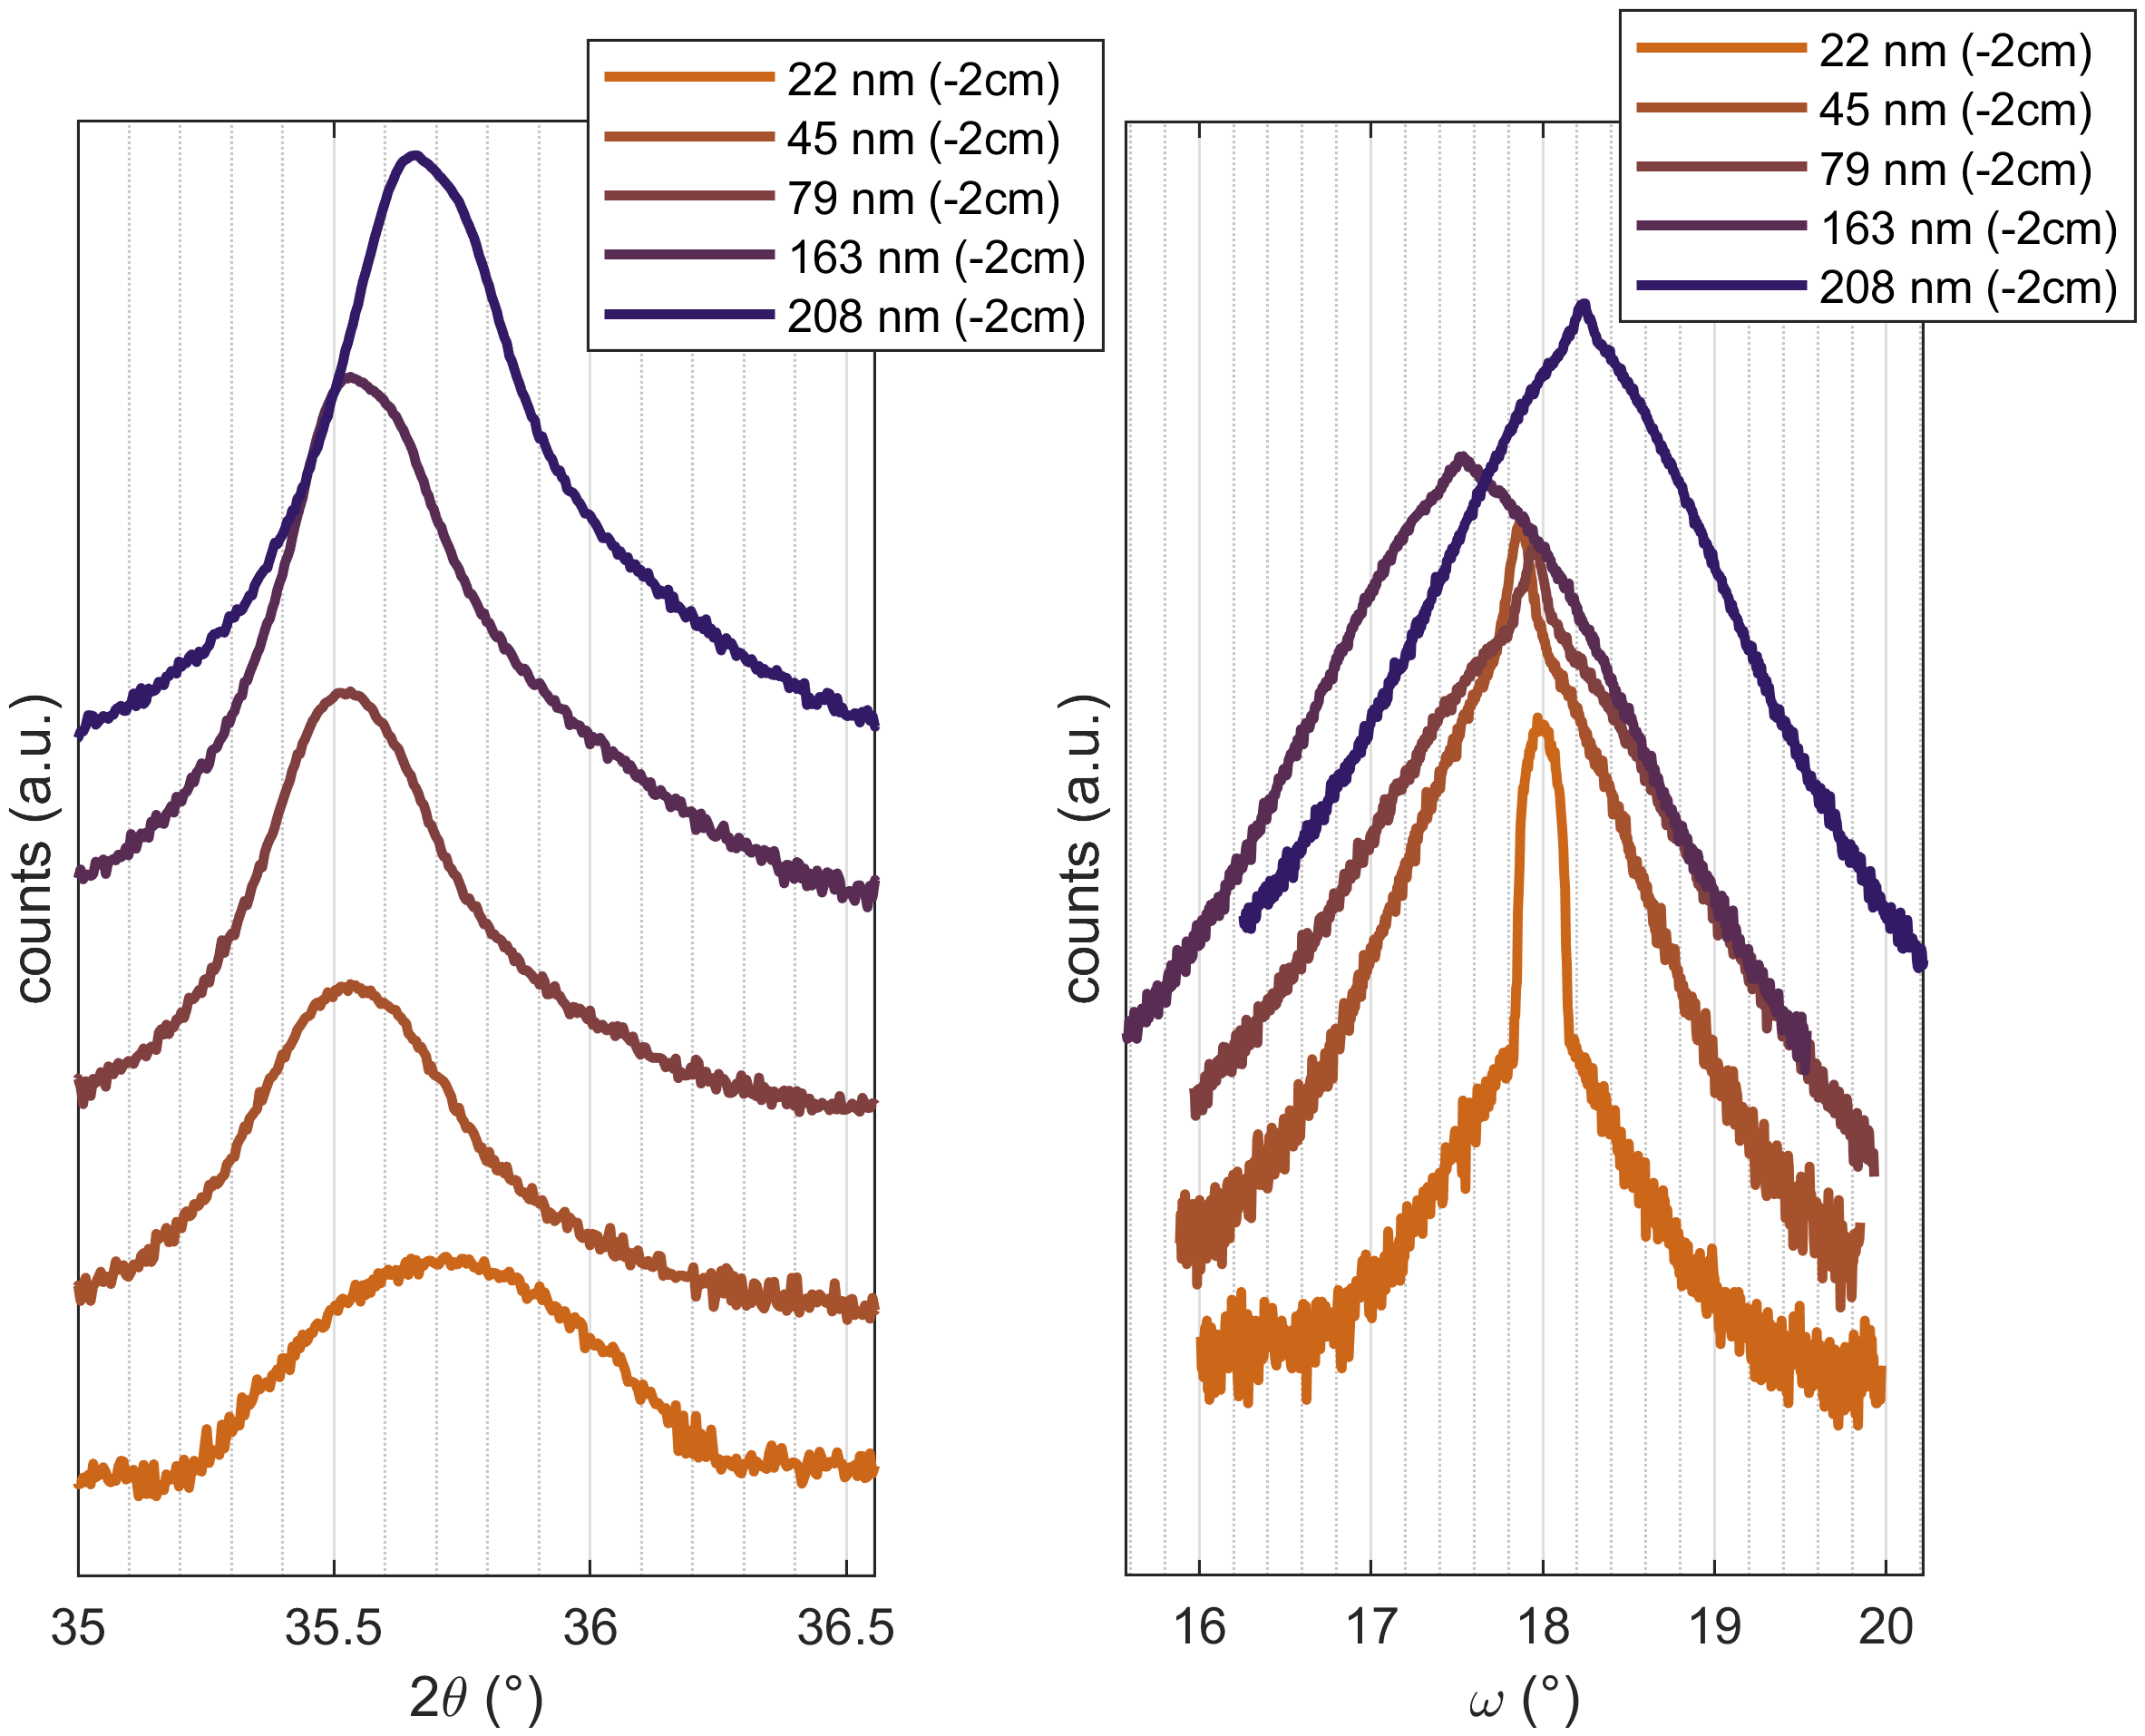 22 nm (-2cm)
45 nm (-2cm)
79 nm (-2cm)
163 nm (-2cm)
208 nm (-2cm)
counts (a.u.)
35 35.5 36 36.5
2θ (°)
22 nm (-2cm)
45 nm (-2cm)
79 nm (-2cm)
163 nm (-2cm)
208 nm (-2cm)
counts (a.u.)
16 17 18 19 20
ω (°)